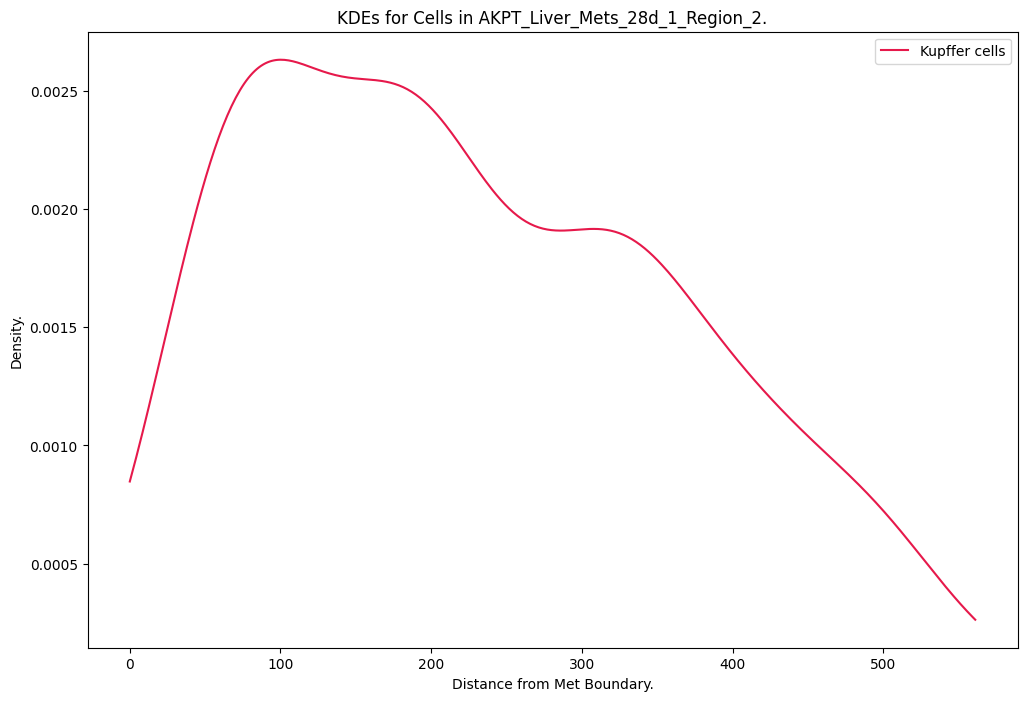 KDEs for Cells in AKPT_Liver_Mets_28d_1_Region_2.
Kupffer cells
Density.
0.0025
0.0020
0.0015
0.0010
0.0005
0 100 200 300 400 500
Distance from Met Boundary.